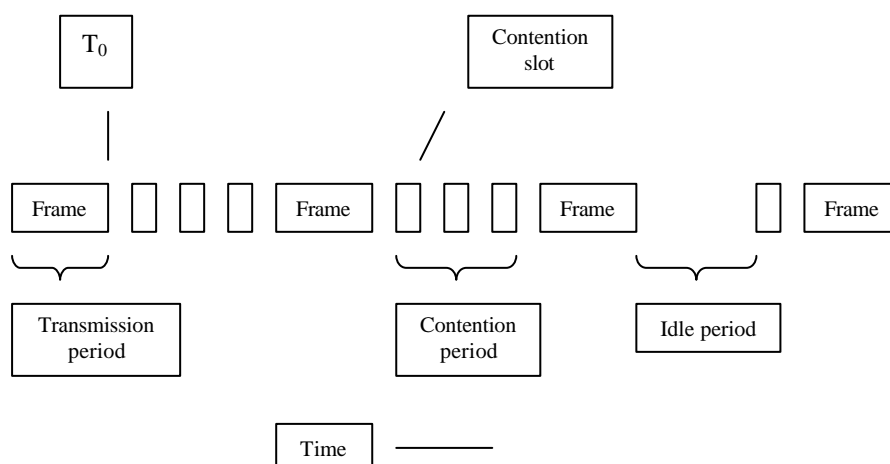 T₀
Contention
slot
Frame
Frame
Frame
Frame
Transmission
period
Contention
period
Idle period
Time